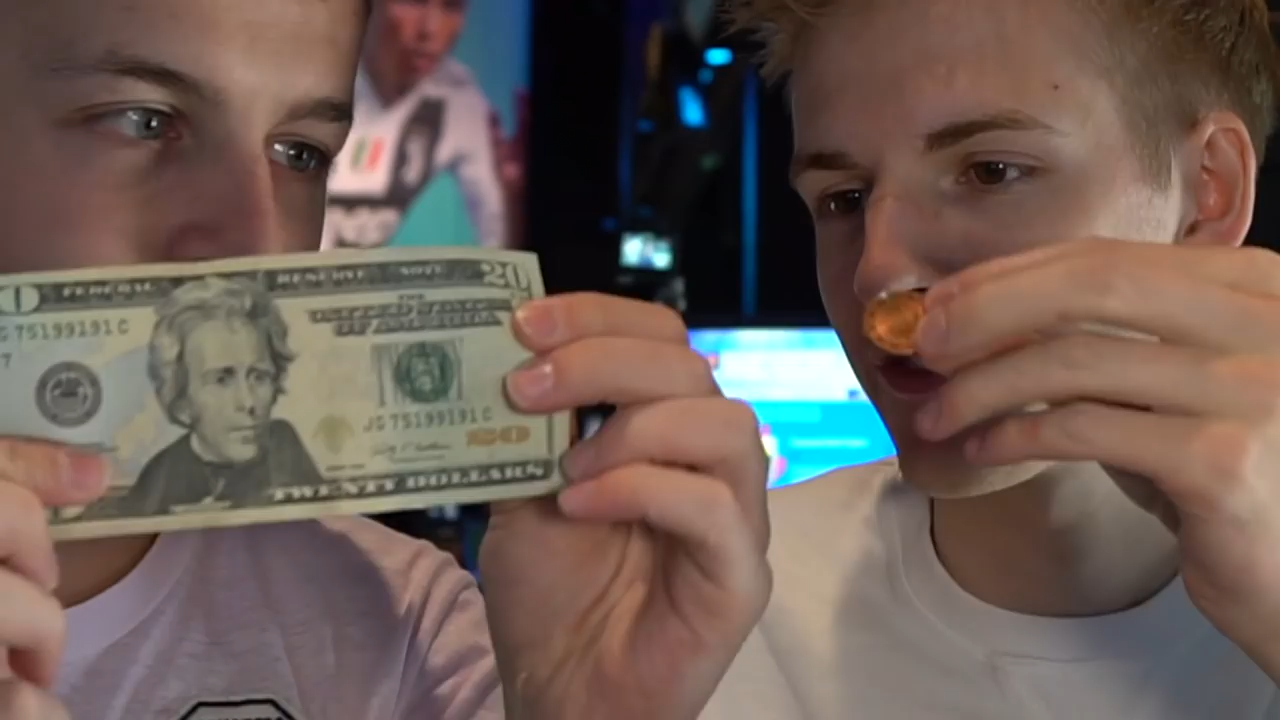 FEDERAL RESERVE NOTE 20
THE
UNITED STATES
OF AMERICA
JG 75199191 C
JG 75199191 C
20
TWENTY DOLLARS